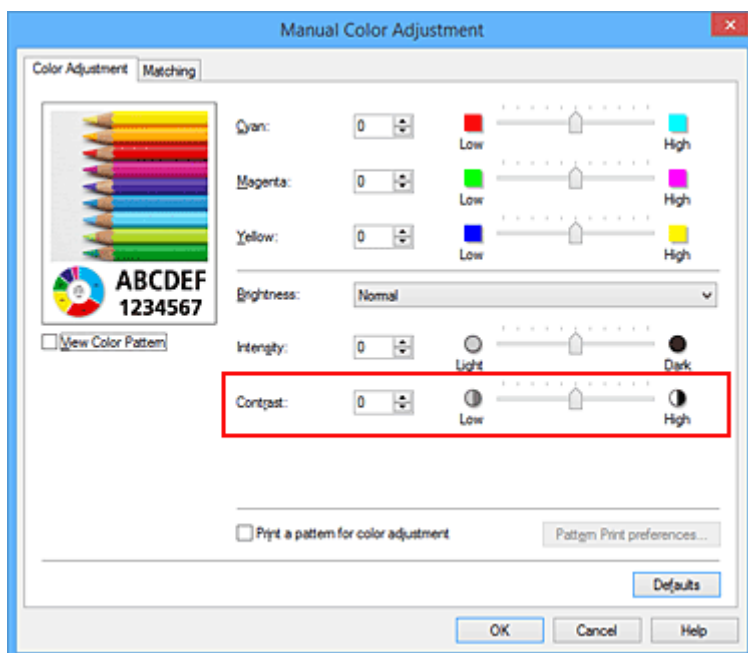 Manual Color Adjustment
Color Adjustment Matching
Cyan: 0 Low High
Magenta: 0 Low High
Yellow: 0 Low High
ABCDEF
1234567
Brightness: Normal
View Color Pattern
Intensity: 0 Light Dark
Contrast: 0 Low High
Print a pattern for color adjustment Pattern Print preferences...
Defaults
OK Cancel Help